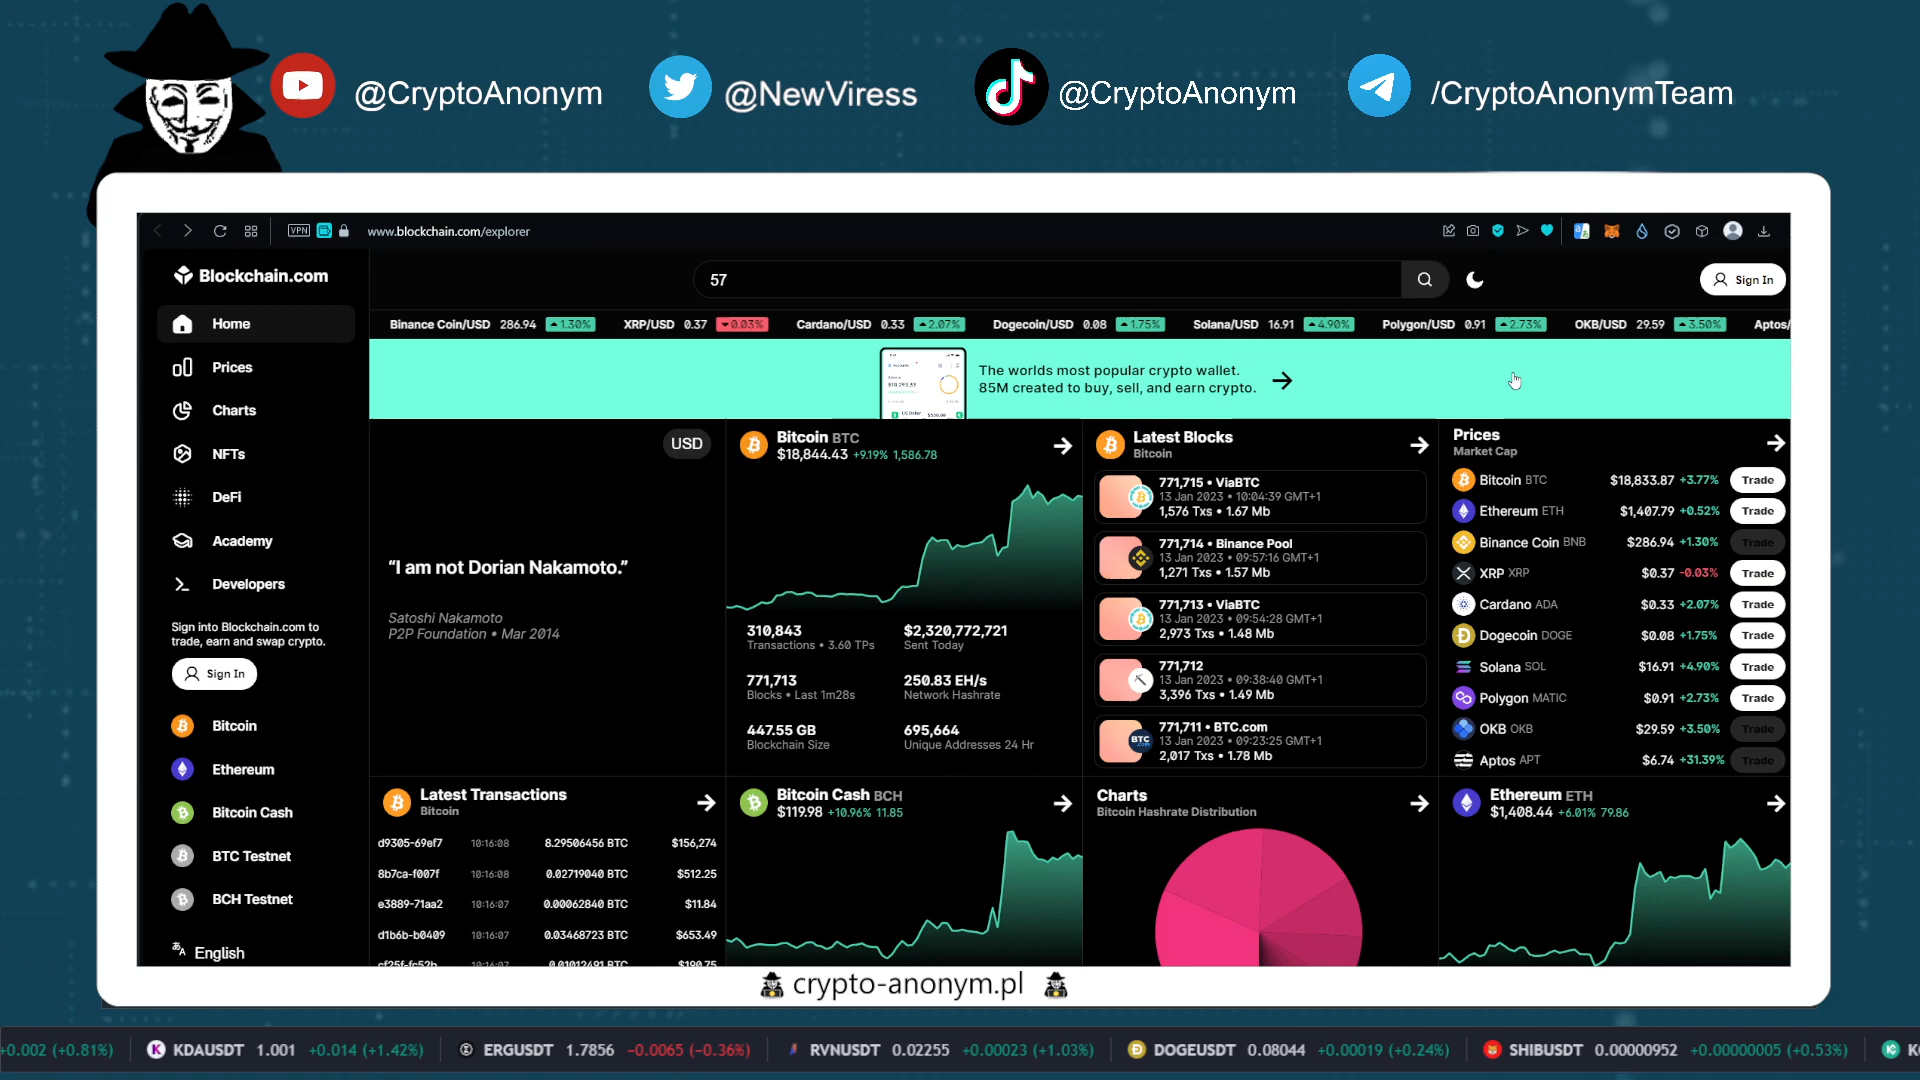 @CryptoAnonym
@NewViress
@CryptoAnonym
/CryptoAnonymTeam
VPN
www.blockchain.com/explorer
Blockchain.com
57
Sign In
Binance Coin/USD 286.94 1.30% XRP/USD 0.37 0.03% Cardano/USD 0.33 2.07% Dogecoin/USD 0.08 1.75% Solana/USD 16.91 4.90% Polygon/USD 0.91 2.73% OKB/USD 29.59 3.50% Aptos/
Home
Prices
Charts
NFTs
DeFi
Academy
Developers
Sign into Blockchain.com to
trade, earn and swap crypto.
Sign In
Bitcoin
Ethereum
Bitcoin Cash
BTC Testnet
BCH Testnet
English
The worlds most popular crypto wallet.
85M created to buy, sell, and earn crypto.
USD
“I am not Dorian Nakamoto.”
Satoshi Nakamoto
P2P Foundation • Mar 2014
Bitcoin BTC
$18,844.43 +9.19% 1,586.78
310,843
Transactions • 3.60 TPs
$2,320,772,721
Sent Today
771,713
Blocks • Last 1m28s
250.83 EH/s
Network Hashrate
447.55 GB
Blockchain Size
695,664
Unique Addresses 24 Hr
Latest Blocks
Bitcoin
771,715 • ViaBTC
13 Jan 2023 • 10:04:39 GMT+1
1,576 Txs • 1.67 Mb
771,714 • Binance Pool
13 Jan 2023 • 09:57:16 GMT+1
1,271 Txs • 1.57 Mb
771,713 • ViaBTC
13 Jan 2023 • 09:54:28 GMT+1
2,973 Txs • 1.48 Mb
771,712
13 Jan 2023 • 09:38:40 GMT+1
3,396 Txs • 1.49 Mb
771,711 • BTC.com
13 Jan 2023 • 09:23:25 GMT+1
2,017 Txs • 1.78 Mb
Prices
Market Cap
Bitcoin BTC $18,833.87 +3.77% Trade
Ethereum ETH $1,407.79 +0.52% Trade
Binance Coin BNB $286.94 +1.30% Trade
XRP XRP $0.37 -0.03% Trade
Cardano ADA $0.33 +2.07% Trade
Dogecoin DOGE $0.08 +1.75% Trade
Solana SOL $16.91 +4.90% Trade
Polygon MATIC $0.91 +2.73% Trade
OKB OKB $29.59 +3.50% Trade
Aptos APT $6.74 +31.39% Trade
Latest Transactions
Bitcoin
d9305-69ef7 10:16:08 8.29506456 BTC $156,274
8b7ca-f007f 10:16:08 0.02719040 BTC $512.25
e3889-71aa2 10:16:07 0.00062840 BTC $11.84
d1b6b-b0409 10:16:07 0.03468723 BTC $653.49
cf25f-fc52b 10:16:07 0.01012491 BTC $190.75
Bitcoin Cash BCH
$119.98 +10.96% 11.85
Charts
Bitcoin Hashrate Distribution
Ethereum ETH
$1,408.44 +6.01% 79.86
crypto-anonym.pl
+0.002 (+0.81%) KDAUSDT 1.001 +0.014 (+1.42%) ERGUSDT 1.7856 −0.0065 (−0.36%) RVNUSDT 0.02255 +0.00023 (+1.03%) DOGEUSDT 0.08044 +0.00019 (+0.24%) SHIBUSDT 0.00000952 +0.00000005 (+0.53%)